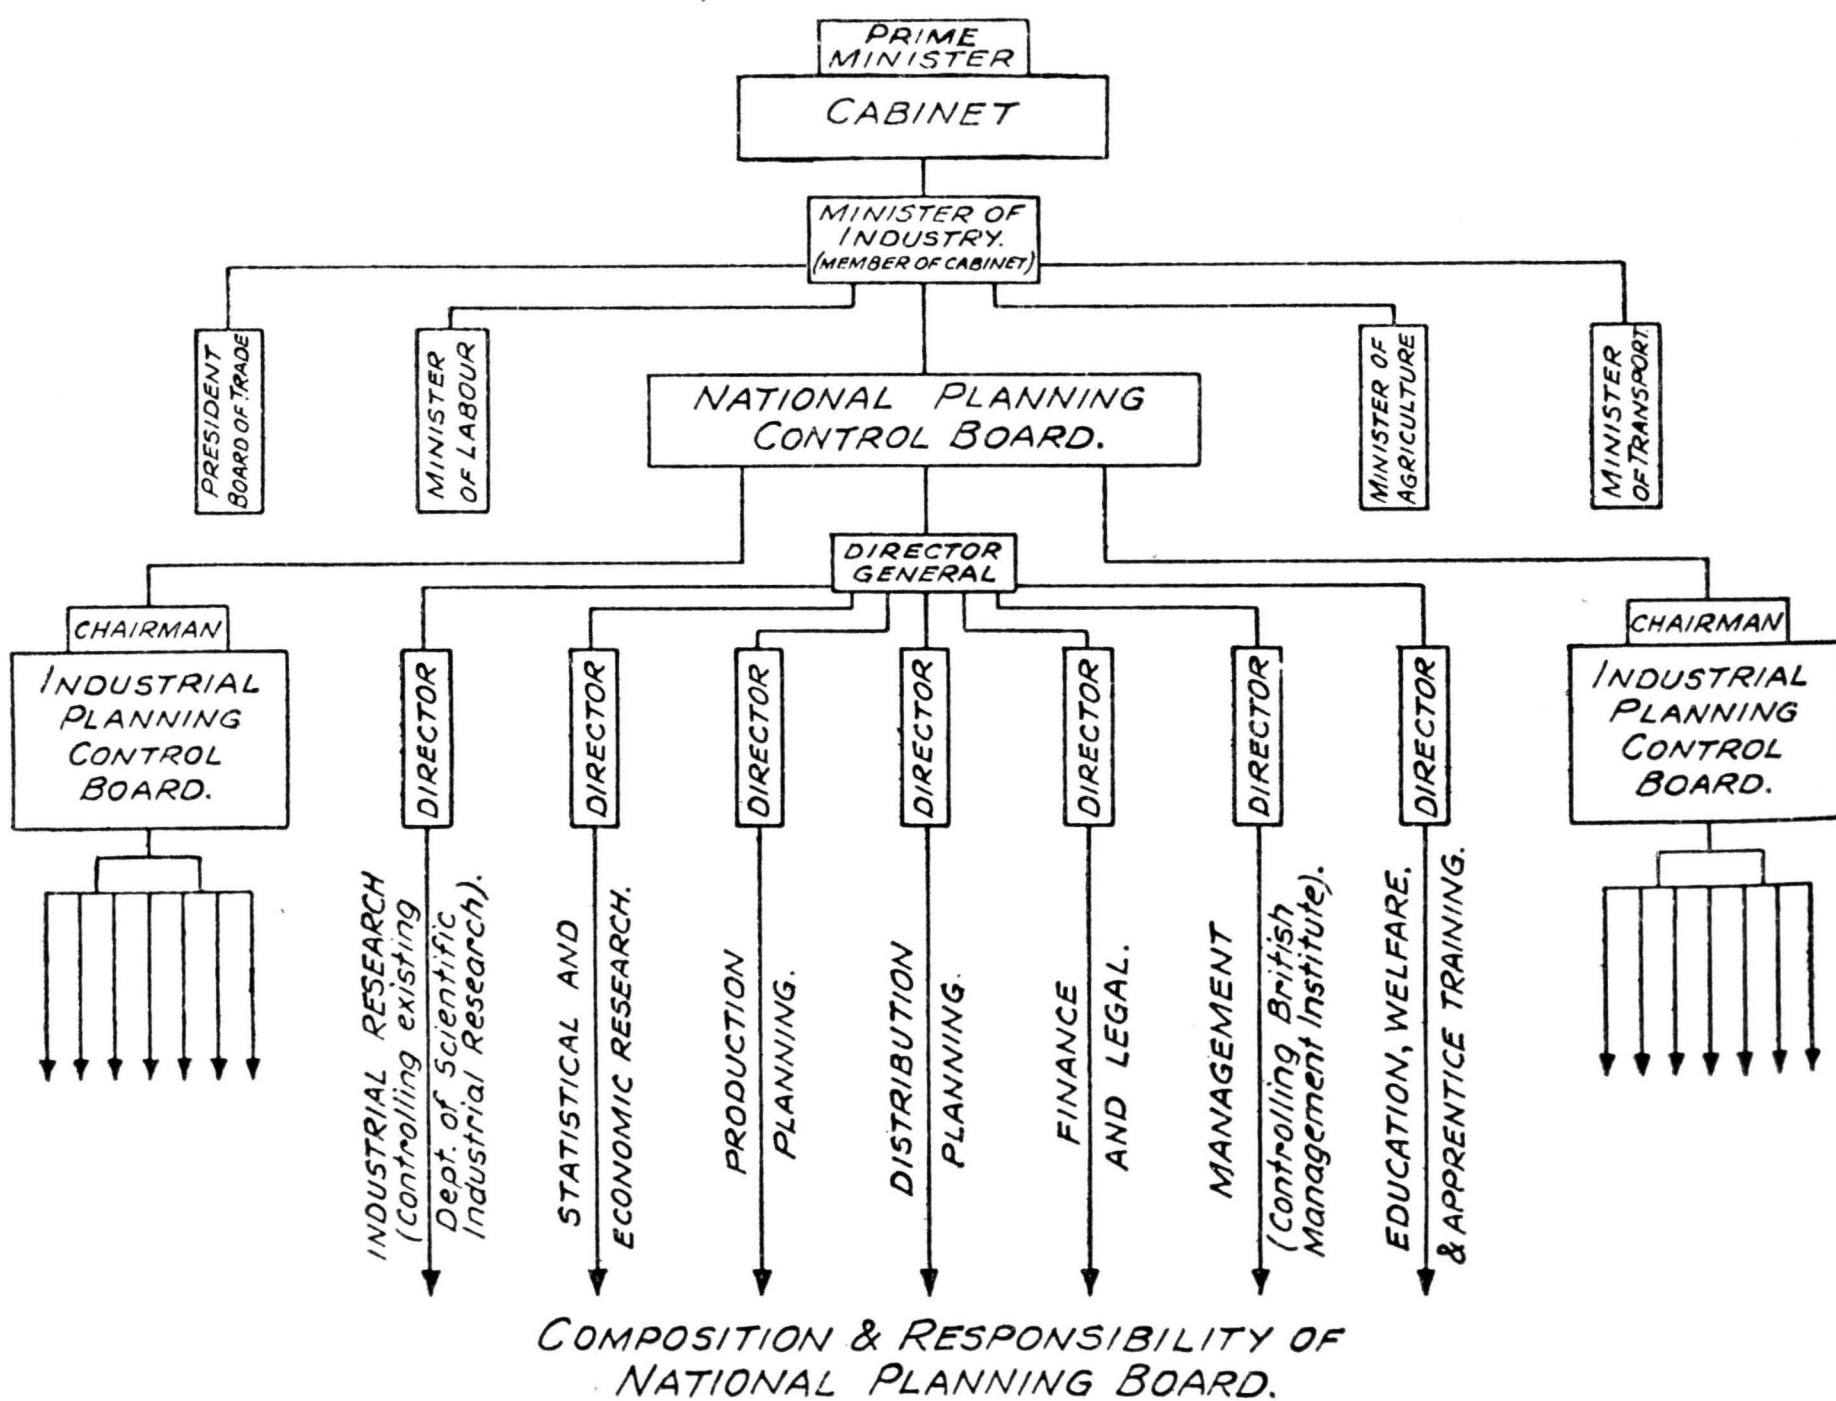 PRIME
MINISTER
CABINET
MINISTER OF
INDUSTRY.
(MEMBER OF CABINET)
PRESIDENT
BOARD OF TRADE
MINISTER
OF LABOUR
NATIONAL PLANNING
CONTROL BOARD.
MINISTER OF
AGRICULTURE
MINISTER
OF TRANSPORT.
DIRECTOR
GENERAL
CHAIRMAN
INDUSTRIAL
PLANNING
CONTROL
BOARD.
DIRECTOR
DIRECTOR
DIRECTOR
DIRECTOR
DIRECTOR
DIRECTOR
DIRECTOR
CHAIRMAN
INDUSTRIAL
PLANNING
CONTROL
BOARD.
INDUSTRIAL RESEARCH
(Controlling existing
Dept. of Scientific
Industrial Research).
STATISTICAL AND
ECONOMIC RESEARCH.
PRODUCTION
PLANNING.
DISTRIBUTION
PLANNING.
FINANCE
AND LEGAL.
MANAGEMENT
(Controlling British
Management Institute).
EDUCATION, WELFARE.
& APPRENTICE TRAINING.
COMPOSITION & RESPONSIBILITY OF
NATIONAL PLANNING BOARD.